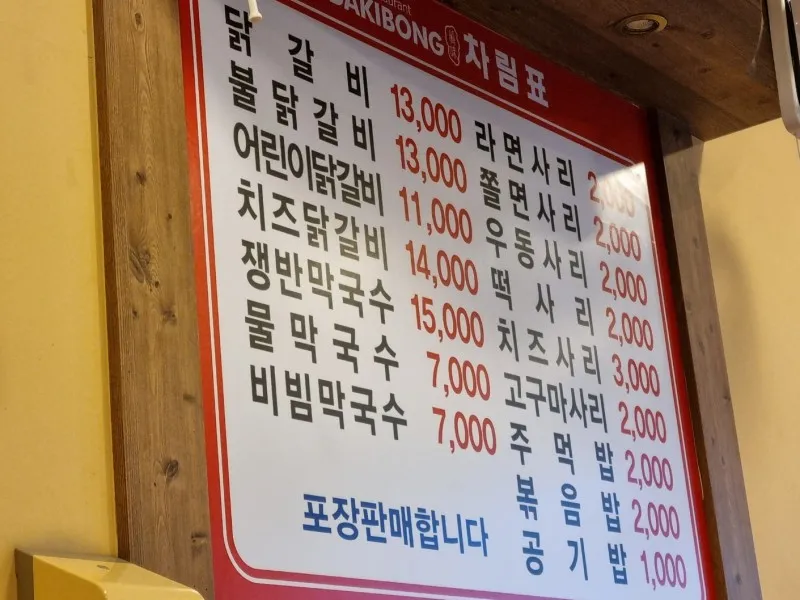 BAKIBONG 차림표
닭갈비 13,000
불닭갈비 13,000
어린이닭갈비 11,000
치즈닭갈비 14,000
쟁반막국수 15,000
물막국수 7,000
비빔막국수 7,000
포장판매합니다
라면사리 2,000
쫄면사리 2,000
우동사리 2,000
떡사리 2,000
치즈사리 3,000
고구마사리 2,000
주먹밥 2,000
볶음밥 2,000
공기밥 1,000